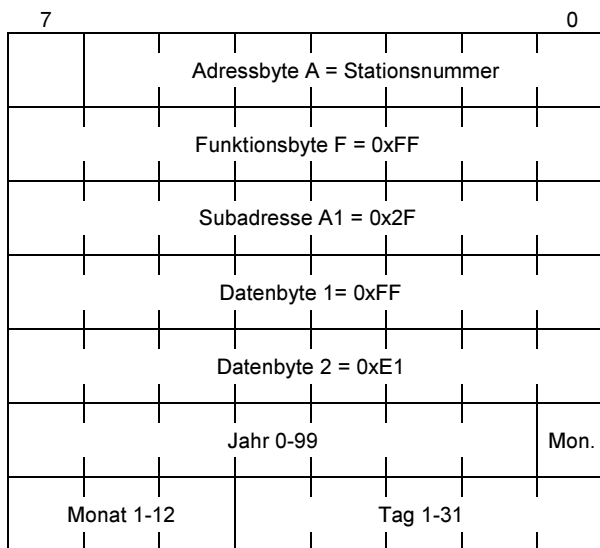 7 0
Adressbyte A = Stationsnummer
Funktionsbyte F = 0xFF
Subadresse A1 = 0x2F
Datenbyte 1= 0xFF
Datenbyte 2 = 0xE1
Jahr 0-99 Mon.
Monat 1-12 Tag 1-31